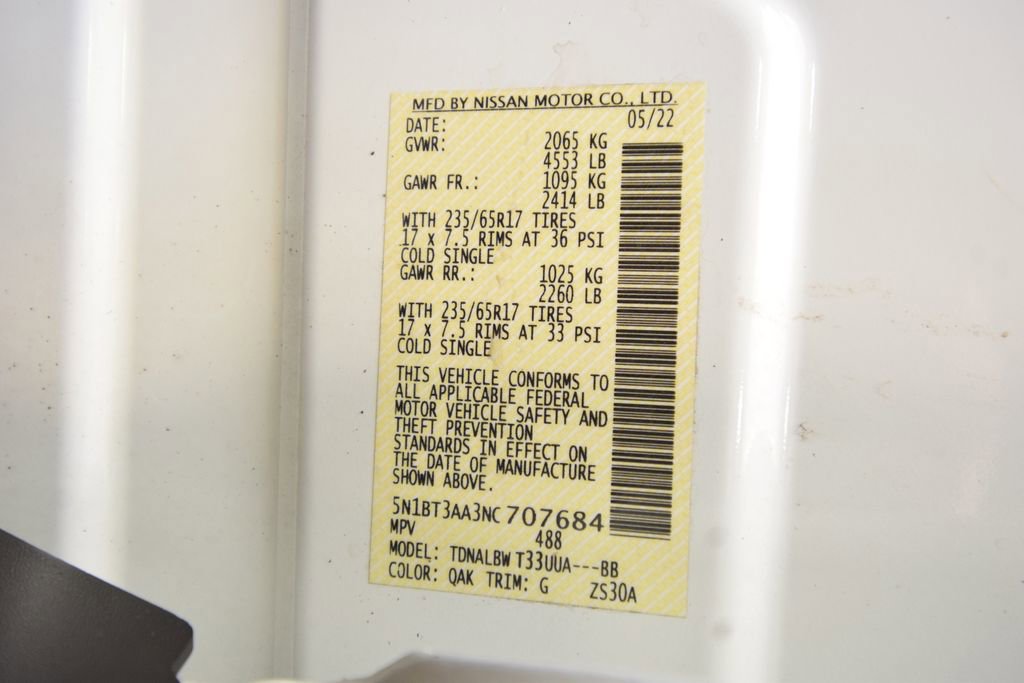 MFD BY NISSAN MOTOR CO., LTD.
DATE: 05/22
GVWR: 2065 KG
4553 LB
GAWR FR.: 1095 KG
2414 LB
WITH 235/65R17 TIRES
17 x 7.5 RIMS AT 36 PSI
COLD SINGLE
GAWR RR.: 1025 KG
2260 LB
WITH 235/65R17 TIRES
17 x 7.5 RIMS AT 33 PSI
COLD SINGLE
THIS VEHICLE CONFORMS TO
ALL APPLICABLE FEDERAL
MOTOR VEHICLE SAFETY AND
THEFT PREVENTION
STANDARDS IN EFFECT ON
THE DATE OF MANUFACTURE
SHOWN ABOVE.
5N1BT3AA3NC707684
MPV 488
MODEL: TDNALBW T33UUA---BB
COLOR: QAK TRIM: G ZS30A